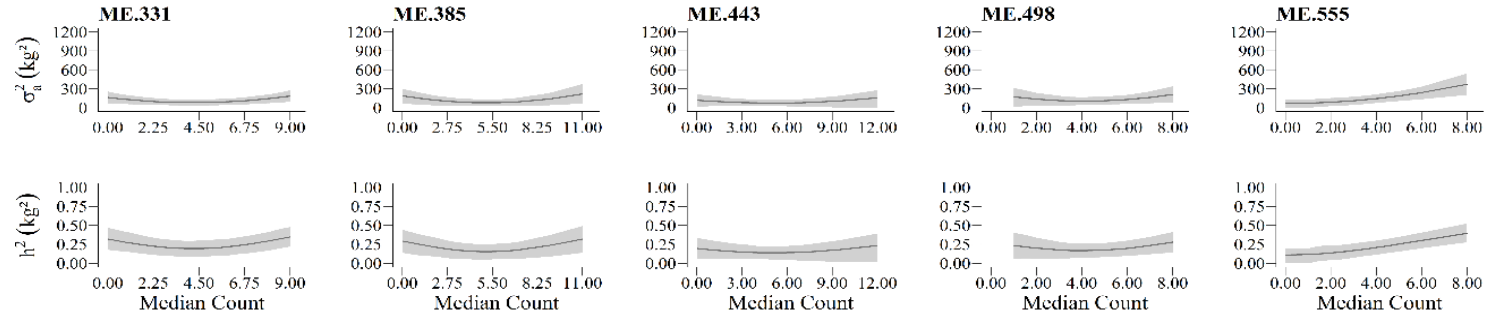 ME.331 ME.385 ME.443 ME.498 ME.555
σ²ₐ (kg²)
1200 1200 1200 1200 1200
900 900 900 900 900
600 600 600 600 600
300 300 300 300 300
0 0 0 0 0
0.00 2.25 4.50 6.75 9.00 0.00 2.75 5.50 8.25 11.00 0.00 3.00 6.00 9.00 12.00 0.00 2.00 4.00 6.00 8.00 0.00 2.00 4.00 6.00 8.00
h² (kg²)
1.00 1.00 1.00 1.00 1.00
0.75 0.75 0.75 0.75 0.75
0.50 0.50 0.50 0.50 0.50
0.25 0.25 0.25 0.25 0.25
0.00 0.00 0.00 0.00 0.00
0.00 2.25 4.50 6.75 9.00 0.00 2.75 5.50 8.25 11.00 0.00 3.00 6.00 9.00 12.00 0.00 2.00 4.00 6.00 8.00 0.00 2.00 4.00 6.00 8.00
Median Count Median Count Median Count Median Count Median Count